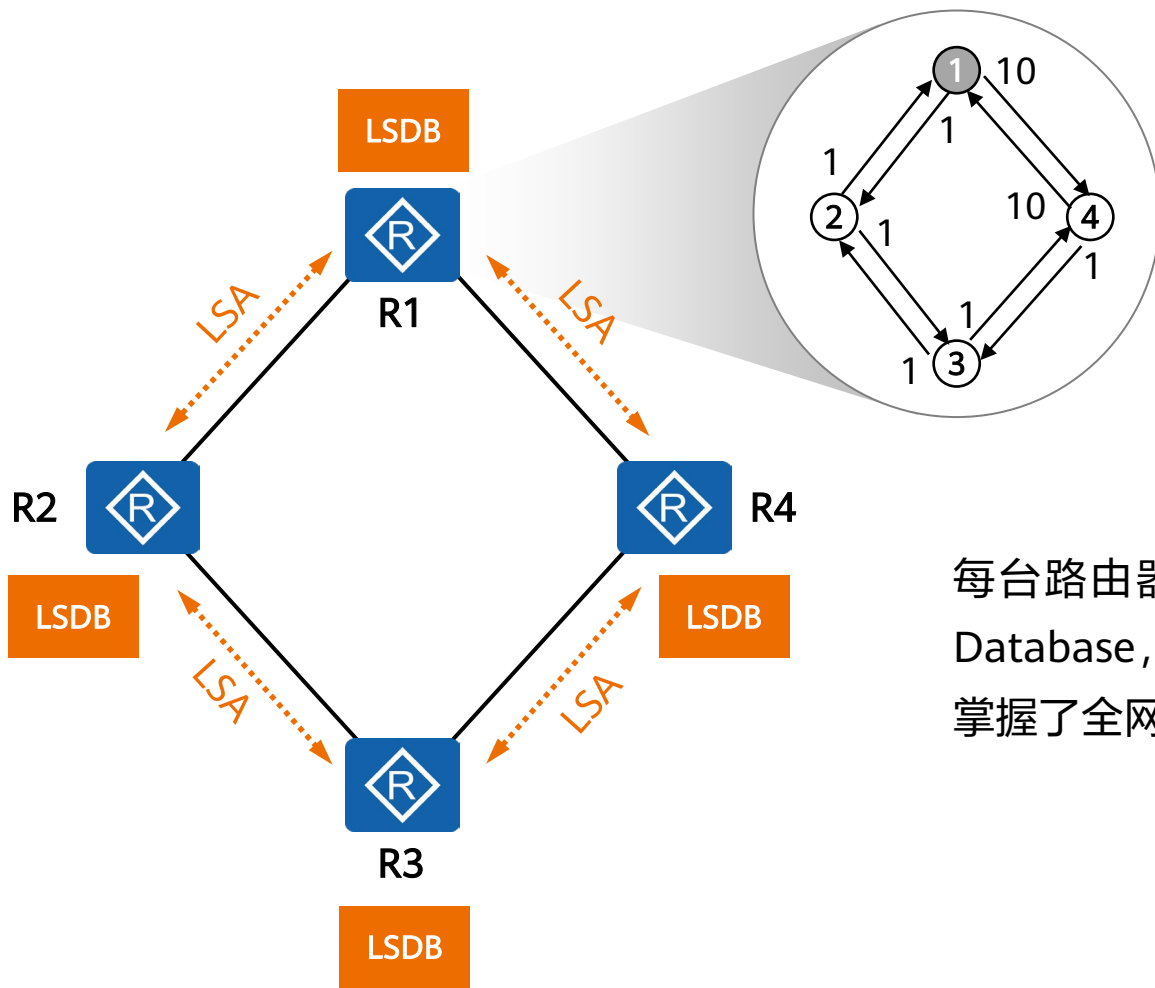 LSDB
R
R1
LSA
LSA
R2
R
R
R4
LSDB
LSDB
LSA
LSA
R
R3
LSDB
1
10
1
1
2
1
10
4
1
1
1
3
每台路由器
Database，
掌握了全网